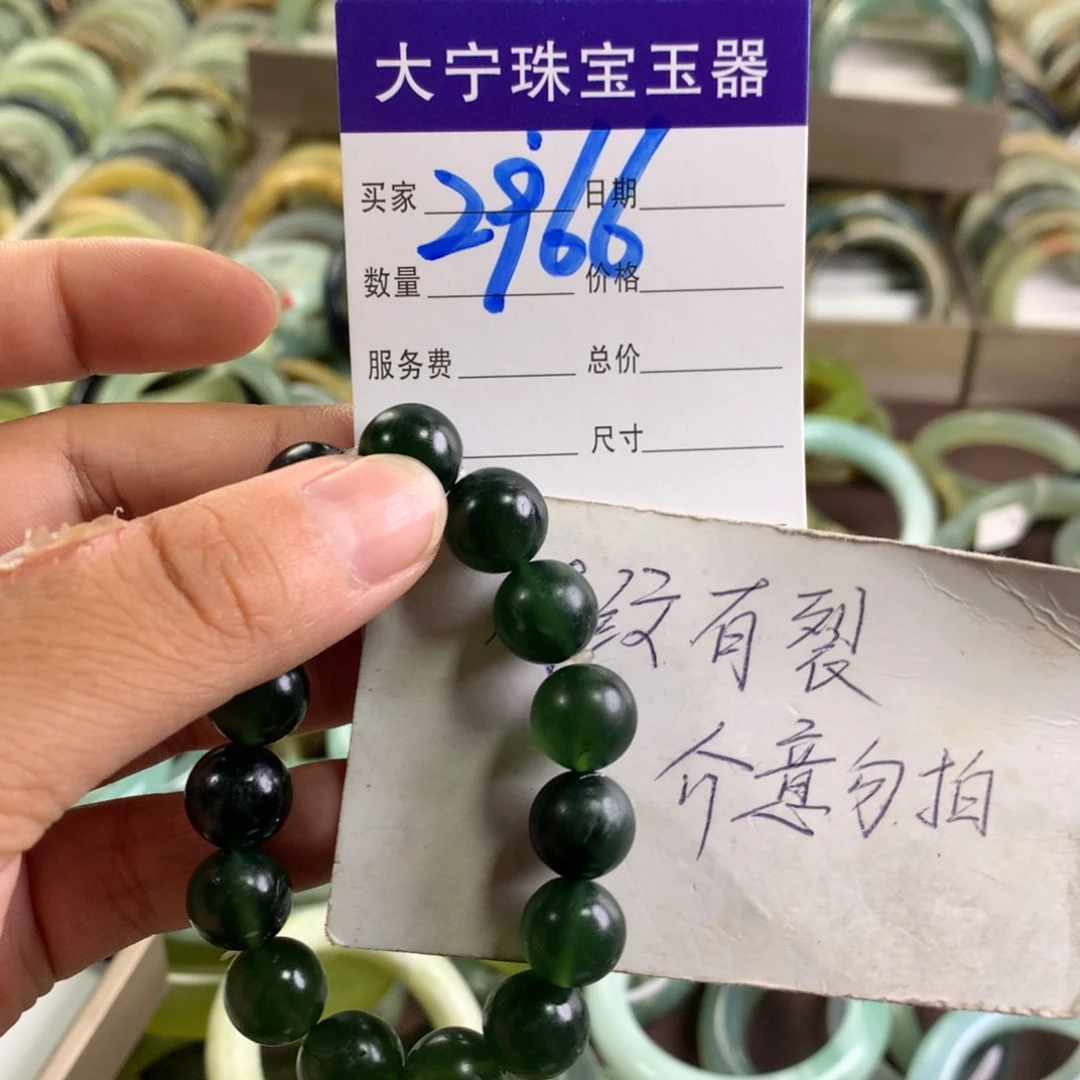 大宁珠宝玉器
2966
买家 日期
数量 价格
服务费 总价
尺寸
纹有裂
介意勿拍